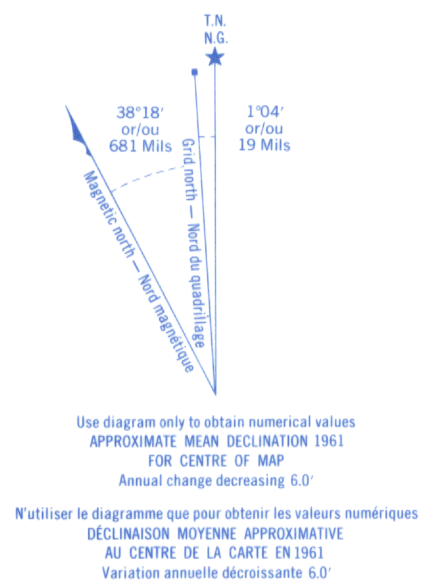 T.N.
N.G.
38°18′
or/ou
681 Mils
1°04′
or/ou
19 Mils
Grid north — Nord du quadrillage
Magnetic north — Nord magnétique
Use diagram only to obtain numerical values
APPROXIMATE MEAN DECLINATION 1961
FOR CENTRE OF MAP
Annual change decreasing 6.0′
N'utiliser le diagramme que pour obtenir les valeurs numériques
DÉCLINAISON MOYENNE APPROXIMATIVE
AU CENTRE DE LA CARTE EN 1961
Variation annuelle décroissante 6.0′